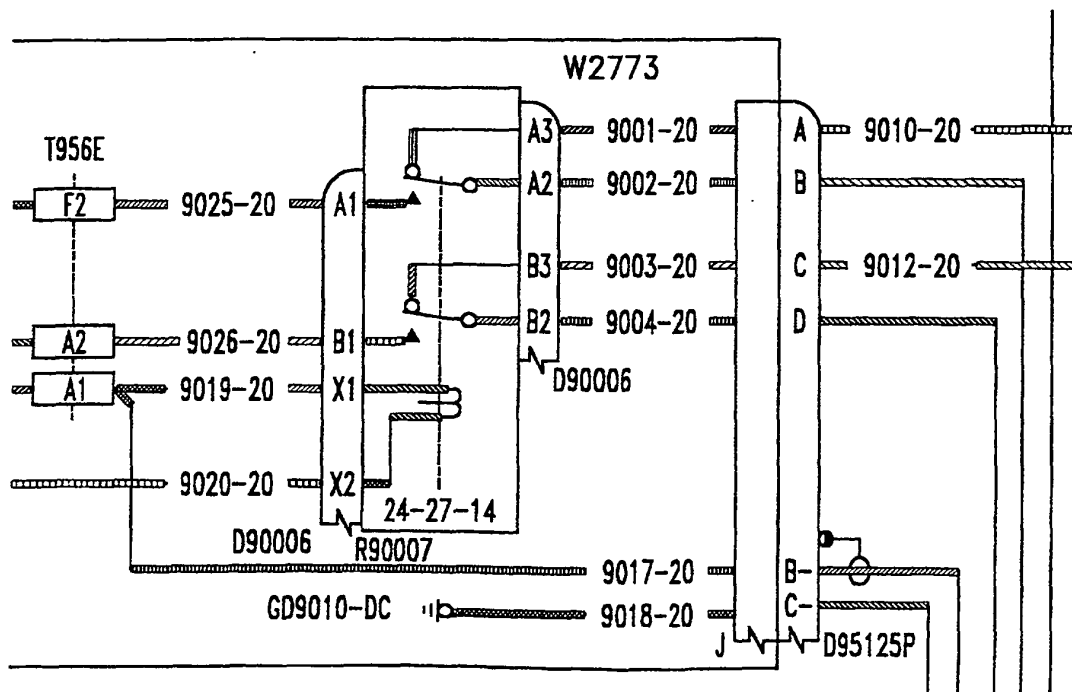 W2773
T956E
A3 9001-20 A 9010-20
A2 9002-20 B
F2 9025-20 A1
B3 9003-20 C 9012-20
B2 9004-20 D
A2 9026-20 B1
D90006
A1 9019-20 X1
9020-20 X2
24-27-14
D90006 R90007
9017-20 B-
GD9010-DC 9018-20 C-
J D95125P